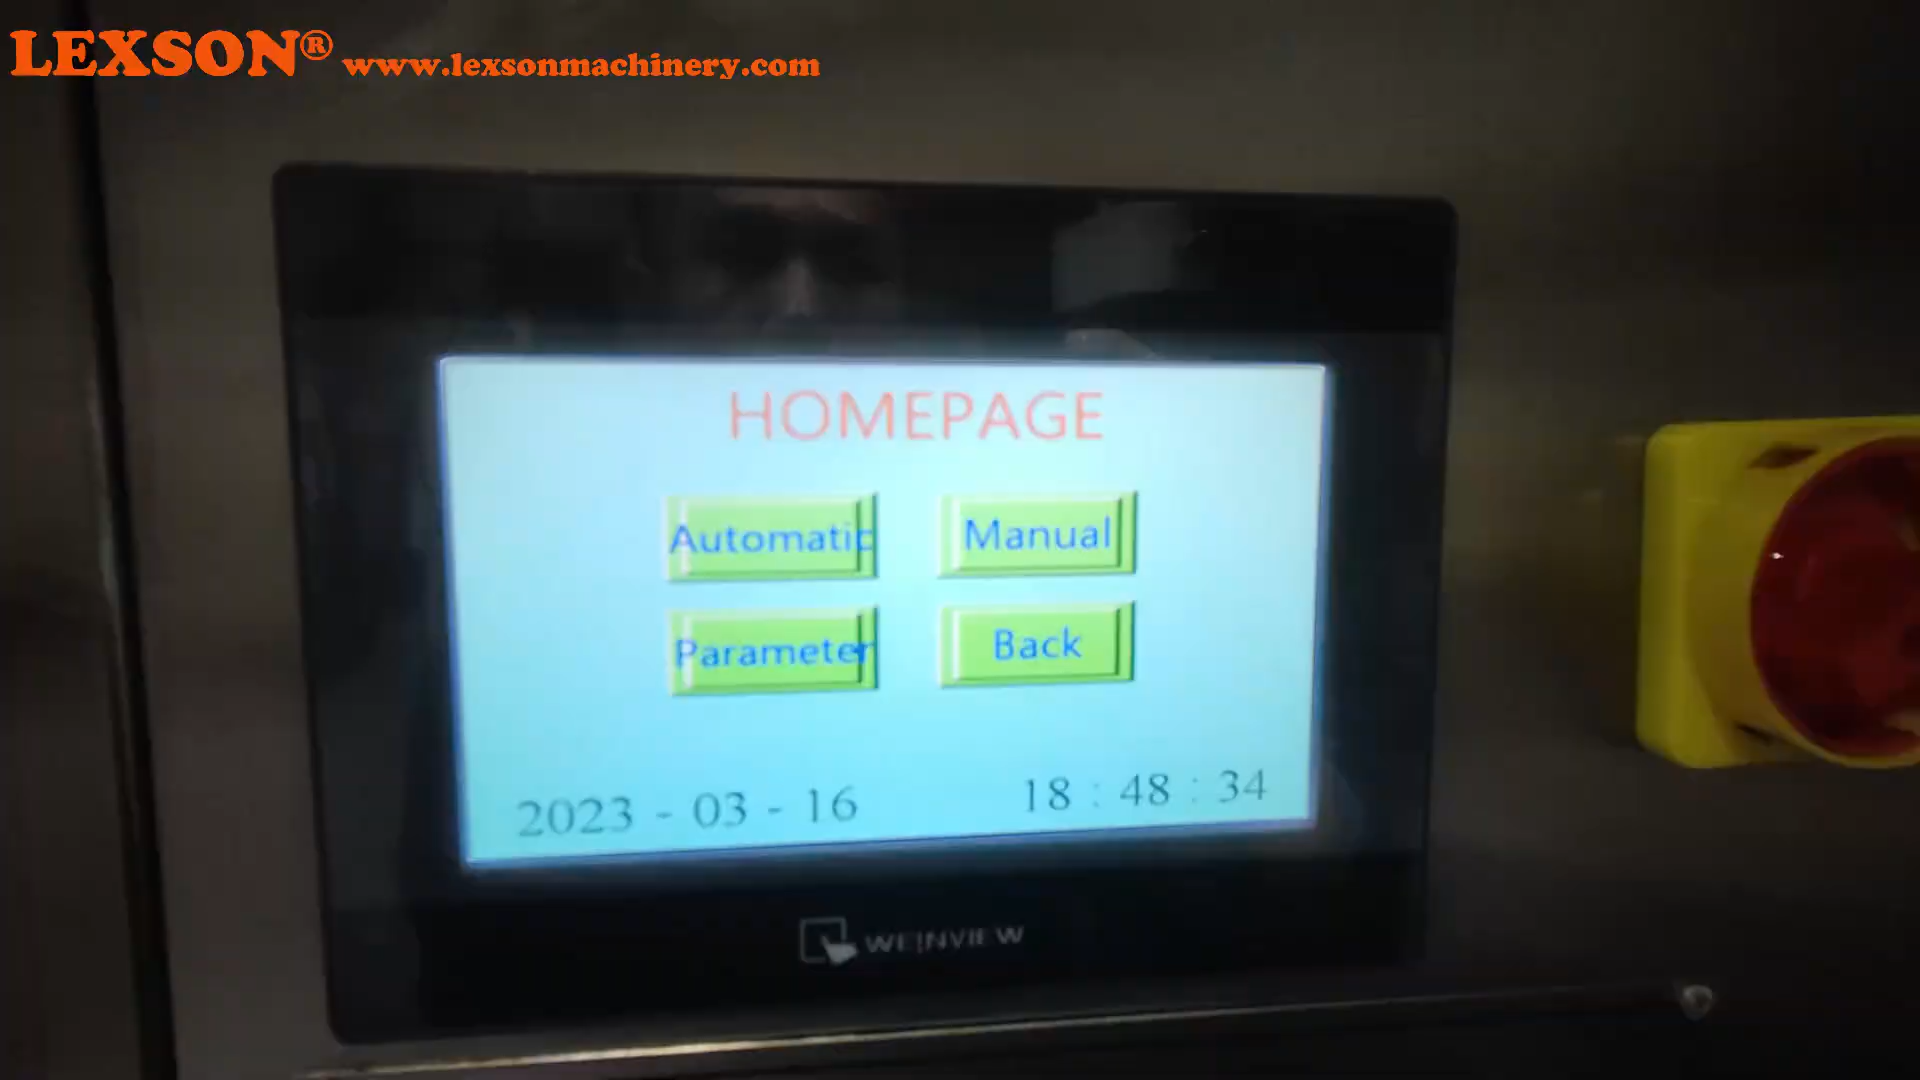 LEXSON® www.lexsonmachinery.com
HOMEPAGE
Automatic Manual
Parameter Back
2023 - 03 - 16 18 : 48 : 34
WEINVIEW